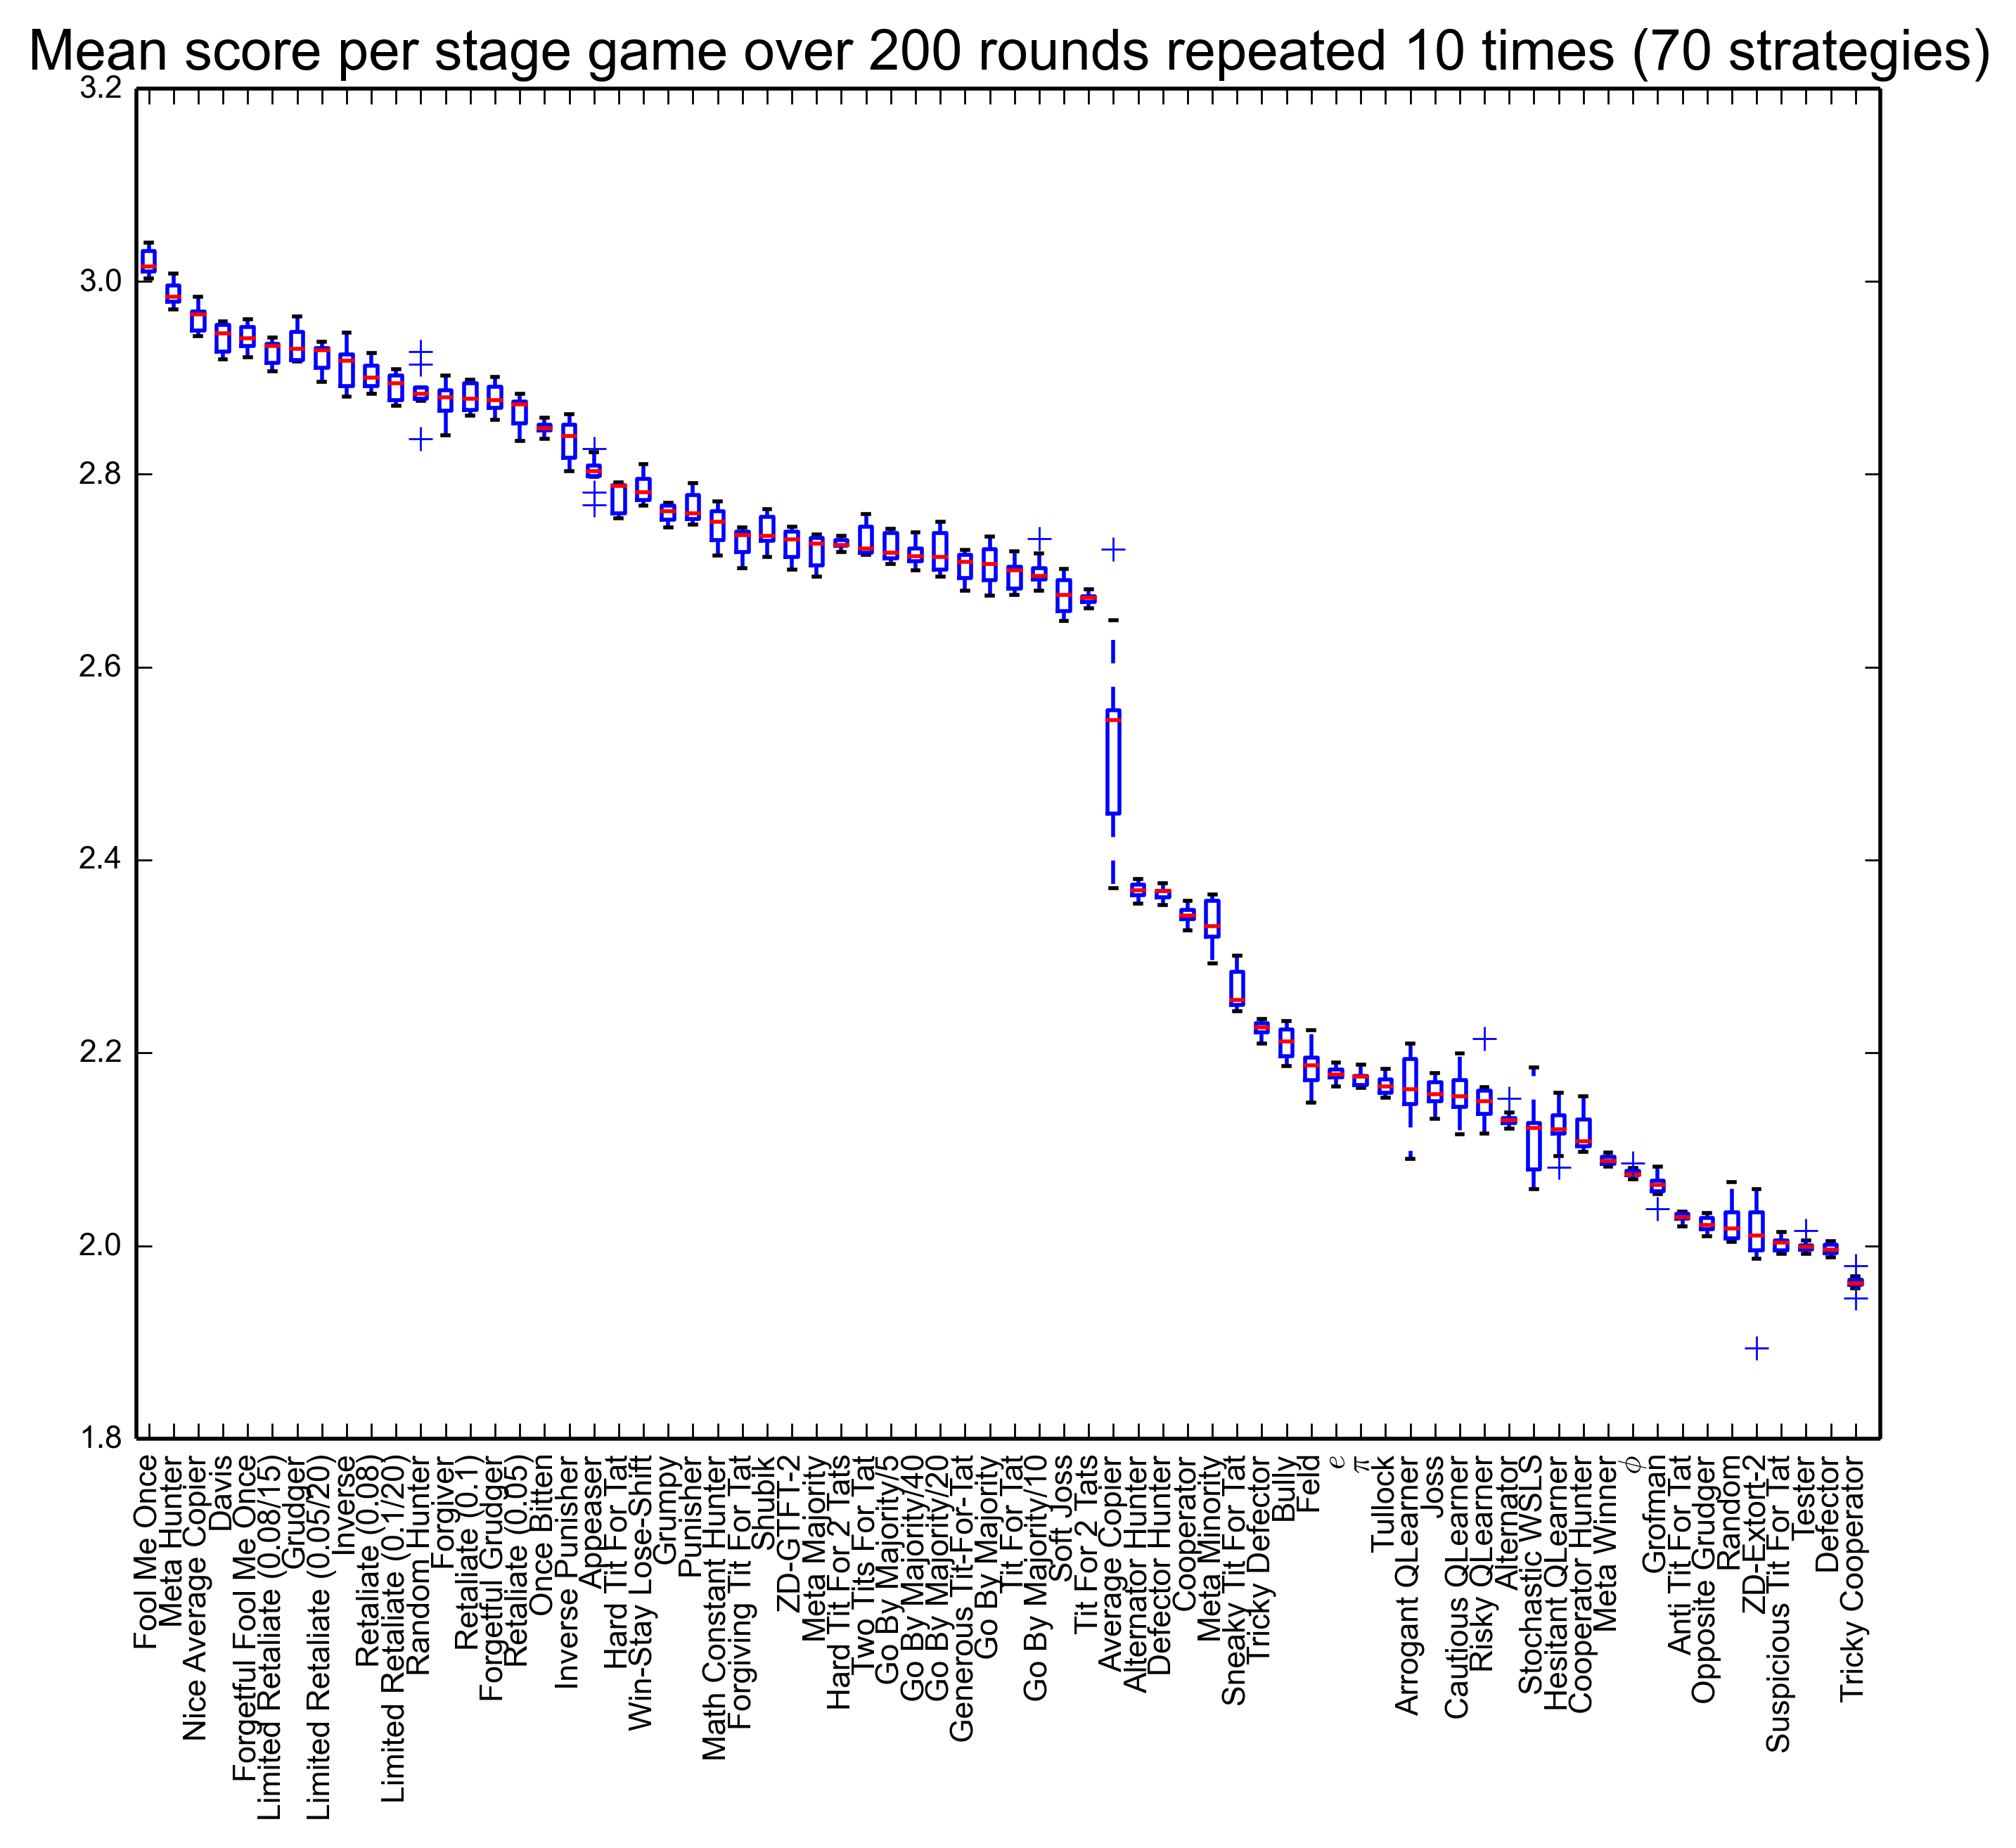 Mean score per stage game over 200 rounds repeated 10 times (70 strategies)
3.2
3.0
2.8
2.6
2.4
2.2
2.0
1.8
Fool Me Once
Meta Hunter
Nice Average Copier
Davis
Forgetful Fool Me Once
Limited Retaliate (0.08/15)
Grudger
Limited Retaliate (0.05/20)
Inverse
Retaliate (0.08)
Limited Retaliate (0.1/20)
Random Hunter
Forgiver
Retaliate (0.1)
Forgetful Grudger
Retaliate (0.05)
Once Bitten
Inverse Punisher
Appeaser
Hard Tit For Tat
Win-Stay Lose-Shift
Grumpy
Punisher
Math Constant Hunter
Forgiving Tit For Tat
Shubik
ZD-GTFT-2
Meta Majority
Hard Tit For 2 Tats
Two Tits For Tat
Go By Majority/5
Go By Majority/40
Go By Majority/20
Generous Tit-For-Tat
Go By Majority
Tit For Tat
Go By Majority/10
Soft Joss
Tit For 2 Tats
Average Copier
Alternator Hunter
Defector Hunter
Cooperator
Meta Minority
Sneaky Tit For Tat
Tricky Defector
Bully
Feld
e
π
Tullock
Arrogant QLearner
Joss
Cautious QLearner
Risky QLearner
Alternator
Stochastic WSLS
Hesitant QLearner
Cooperator Hunter
Meta Winner
ϕ
Grofman
Anti Tit For Tat
Opposite Grudger
Random
ZD-Extort-2
Suspicious Tit For Tat
Tester
Defector
Tricky Cooperator